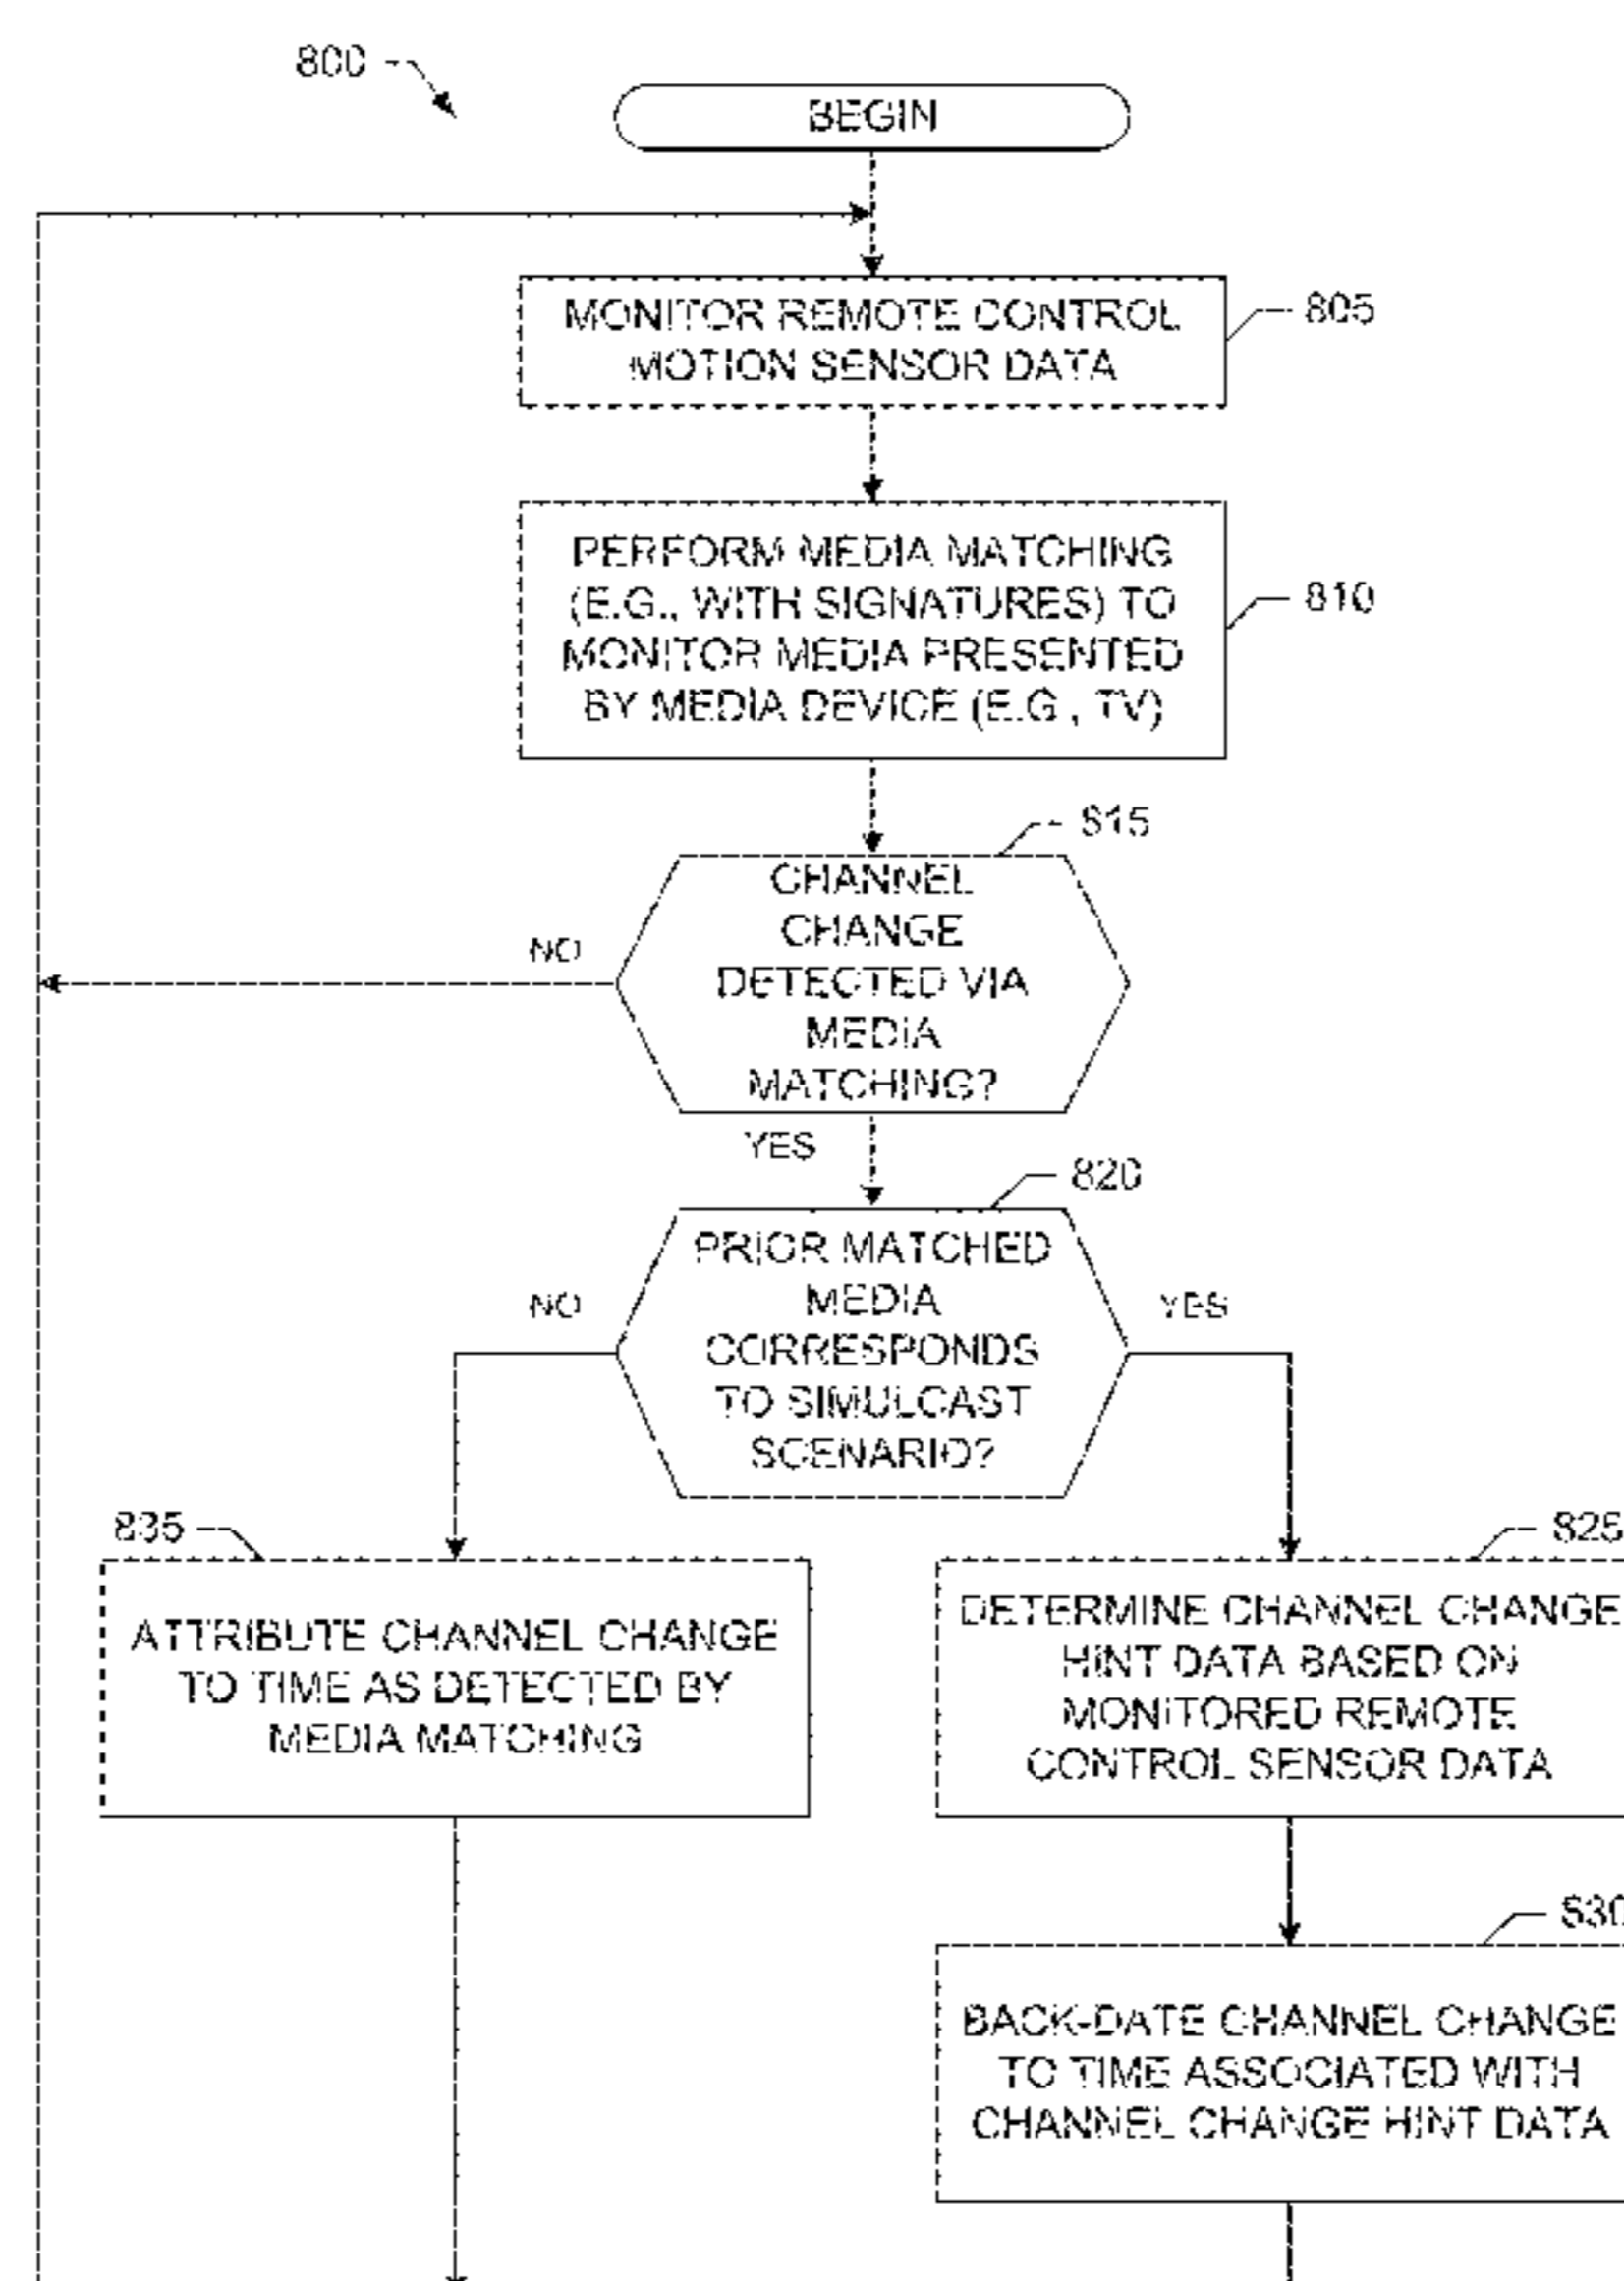 800
BEGIN
MONITOR REMOTE CONTROL
MOTION SENSOR DATA
805
PERFORM MEDIA MATCHING
(E.G., WITH SIGNATURES) TO
MONITOR MEDIA PRESENTED
BY MEDIA DEVICE (E.G., TV)
810
815
CHANNEL
CHANGE
DETECTED VIA
MEDIA
MATCHING?
NO
YES
820
PRIOR MATCHED
MEDIA
CORRESPONDS
TO SIMULCAST
SCENARIO?
NO
YES
835
ATTRIBUTE CHANNEL CHANGE
TO TIME AS DETECTED BY
MEDIA MATCHING
825
DETERMINE CHANNEL CHANGE
HINT DATA BASED ON
MONITORED REMOTE
CONTROL SENSOR DATA
830
BACK-DATE CHANNEL CHANGE
TO TIME ASSOCIATED WITH
CHANNEL CHANGE HINT DATA